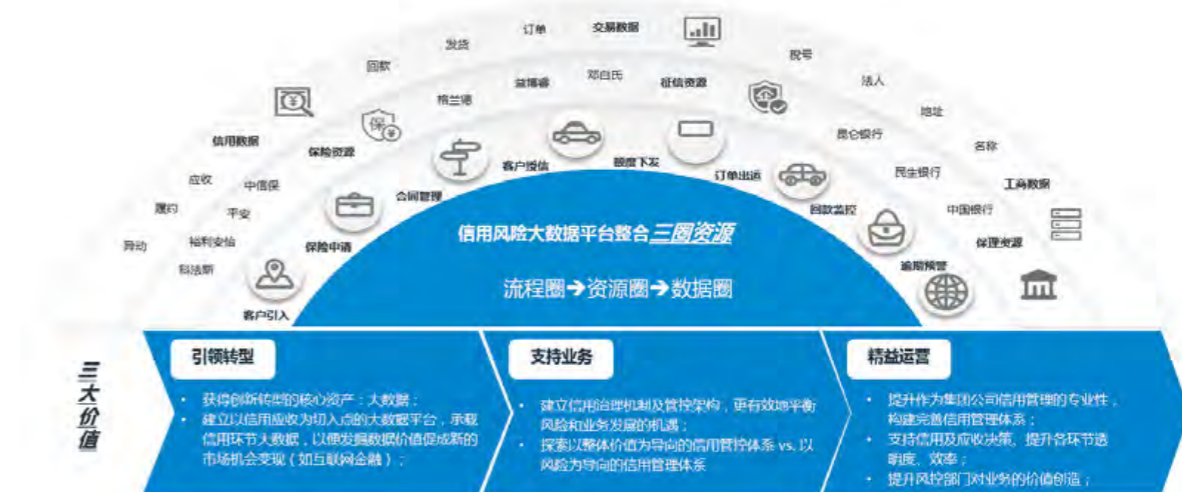 订单
交易数据
发货
税号
回款
邓白氏
益博睿
征信资源
法人
格兰德
地址
信用数据
保险资源
昆仑银行
名称
客户授信
额度下发
订单出运
应收
中信保
合同管理
民生银行
工商数据
履约
平安
回款监控
中国银行
异动
裕利安怡
保险申请
保理资源
科法斯
逾期预警
客户引入
信用风险大数据平台整合三圈资源
流程圈➔资源圈➔数据圈
三大价值
引领转型
• 获得创新转型的核心资产：大数据；
• 建立以信用应收为切入点的大数据平台，承载
信用环节大数据，以便发掘数据价值促成新的
市场机会变现（如互联网金融）；
支持业务
• 建立信用治理机制及管控架构，更有效地平衡
风险和业务发展的机遇；
• 探索以整体价值为导向的信用管控体系 vs. 以
风险为导向的信用管理体系
精益运营
• 提升作为集团公司信用管理的专业性，
构建完善信用管理体系；
• 支持信用及应收决策、提升各环节透
明度、效率；
• 提升风控部门对业务的价值创造；